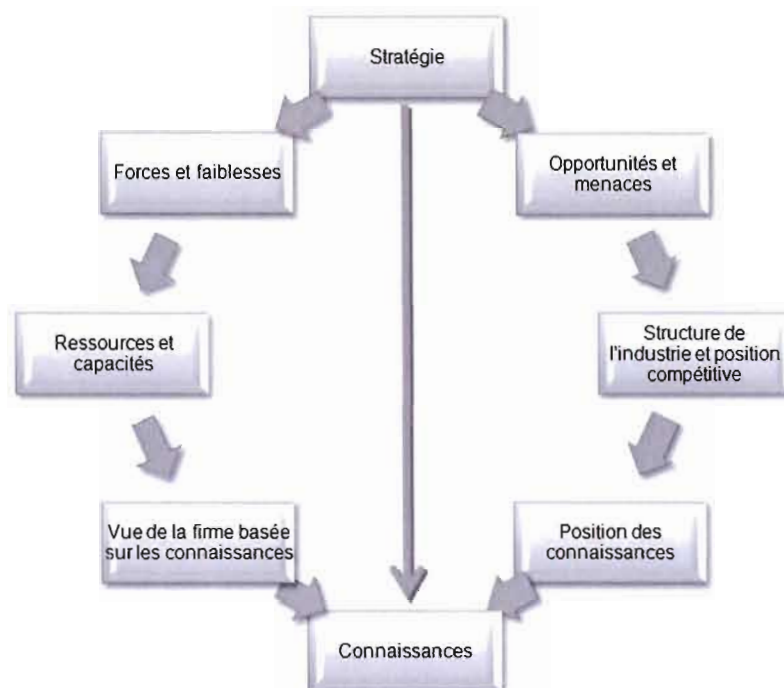 Stratégie
Forces et faiblesses
Opportunités et
menaces
Ressources et
capacités
Structure de
l'industrie et position
compétitive
Vue de la firme basée
sur les connaissances
Position des
connaissances
Connaissances